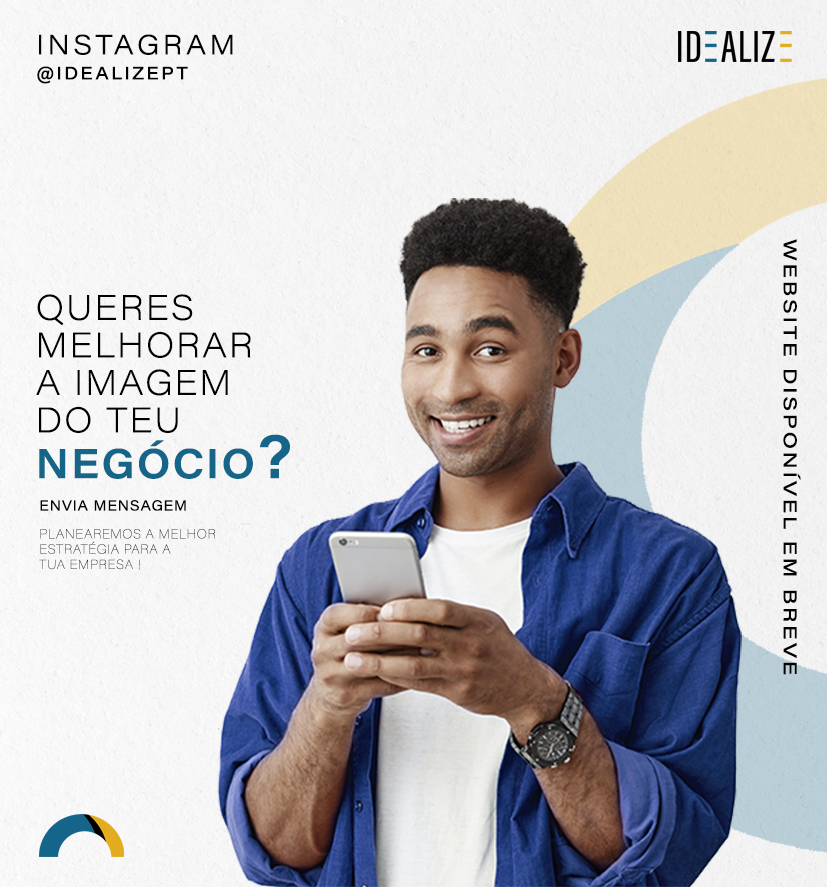 INSTAGRAM
@IDEALIZEPT
IDEALIZE
QUERES
MELHORAR
A IMAGEM
DO TEU
NEGÓCIO?
ENVIA MENSAGEM
PLANEAREMOS A MELHOR
ESTRATÉGIA PARA A
TUA EMPRESA !
WEBSITE DISPONÍVEL EM BREVE